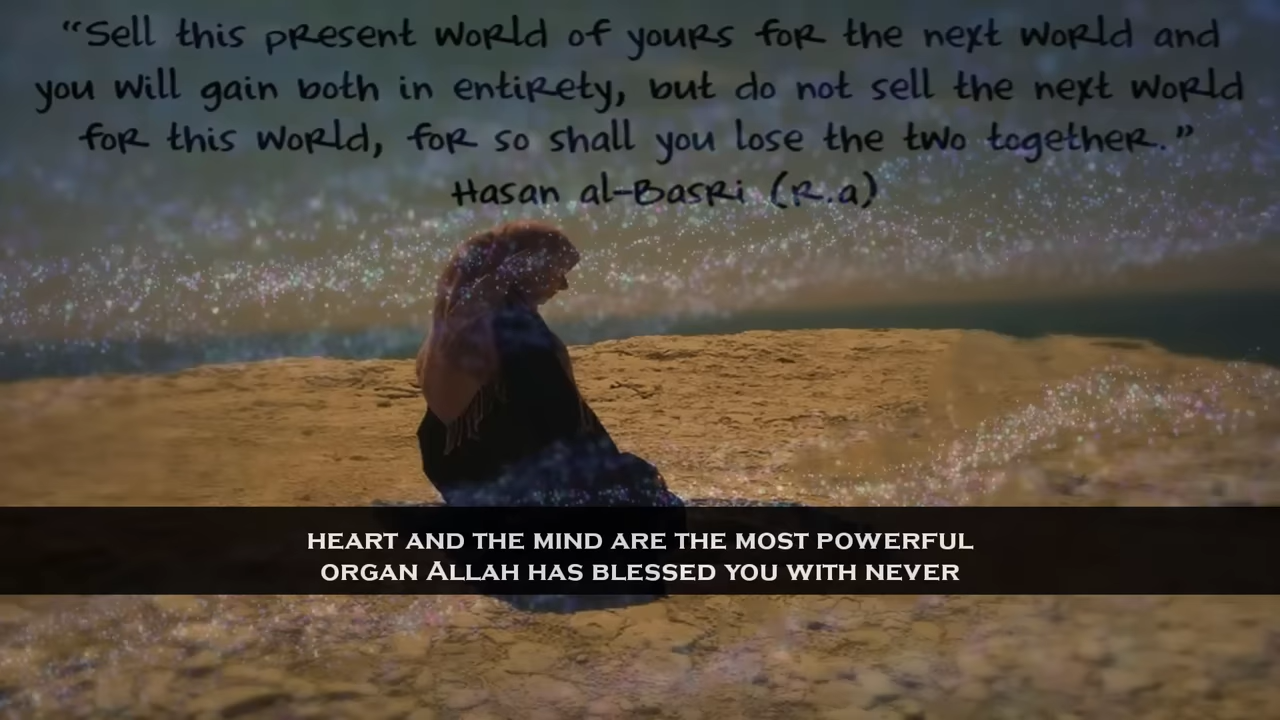 “Sell this present world of yours for the next world and
you will gain both in entirety, but do not sell the next world
for this world, for so shall you lose the two together.”
Hasan al-Basri (R.a)
HEART AND THE MIND ARE THE MOST POWERFUL
ORGAN ALLAH HAS BLESSED YOU WITH NEVER